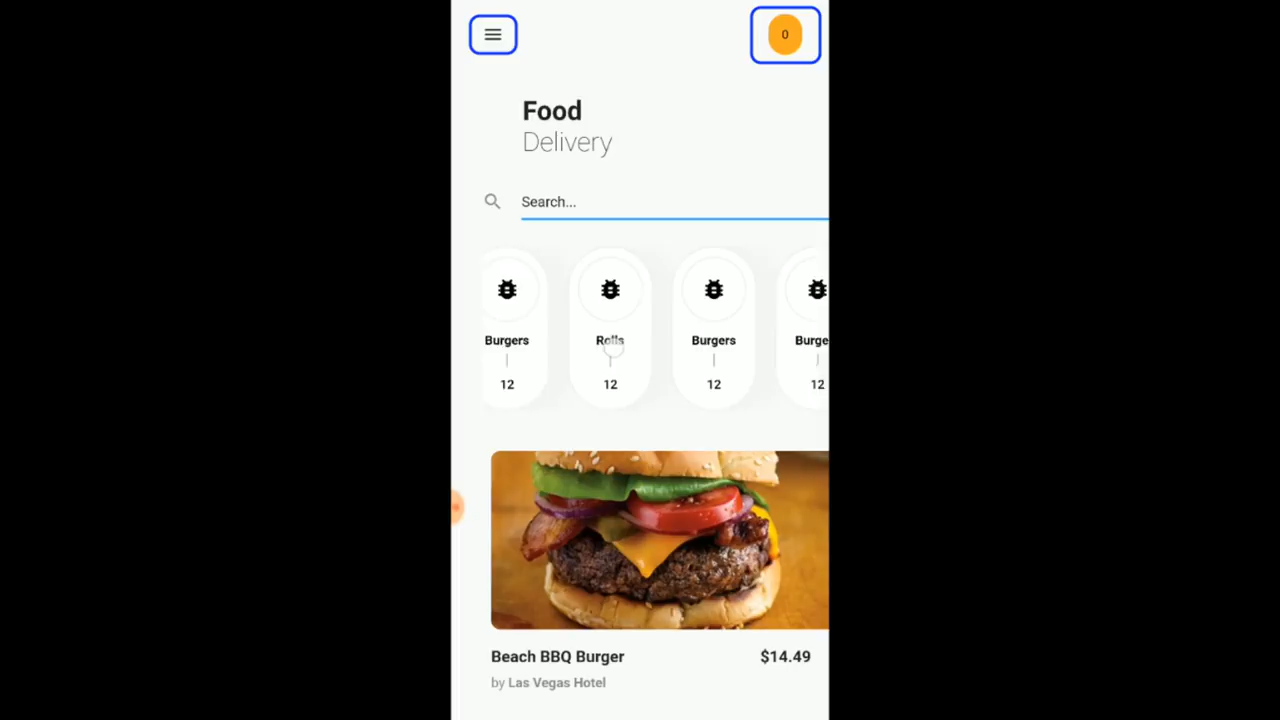 0
Food
Delivery
Search...
Burgers Rolls Burgers Burge
12 12 12 12
Beach BBQ Burger $14.49
by Las Vegas Hotel